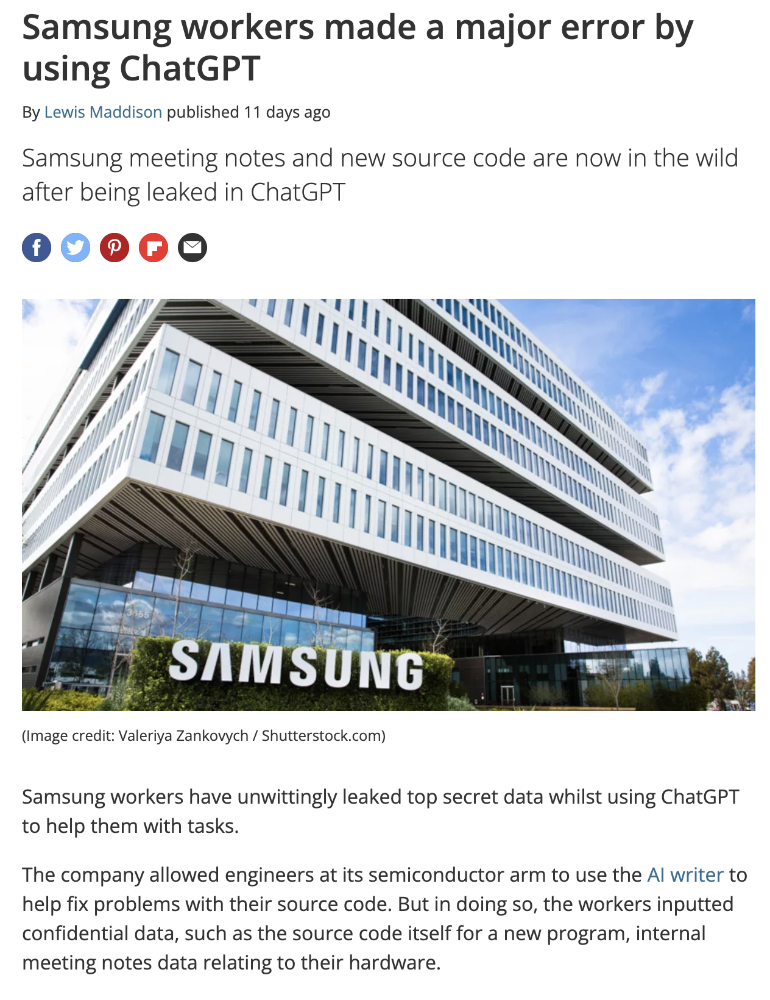 Samsung workers made a major error by
using ChatGPT
By Lewis Maddison published 11 days ago
Samsung meeting notes and new source code are now in the wild
after being leaked in ChatGPT
3655
SAMSUNG
(Image credit: Valeriya Zankovych / Shutterstock.com)
Samsung workers have unwittingly leaked top secret data whilst using ChatGPT
to help them with tasks.
The company allowed engineers at its semiconductor arm to use the AI writer to
help fix problems with their source code. But in doing so, the workers inputted
confidential data, such as the source code itself for a new program, internal
meeting notes data relating to their hardware.